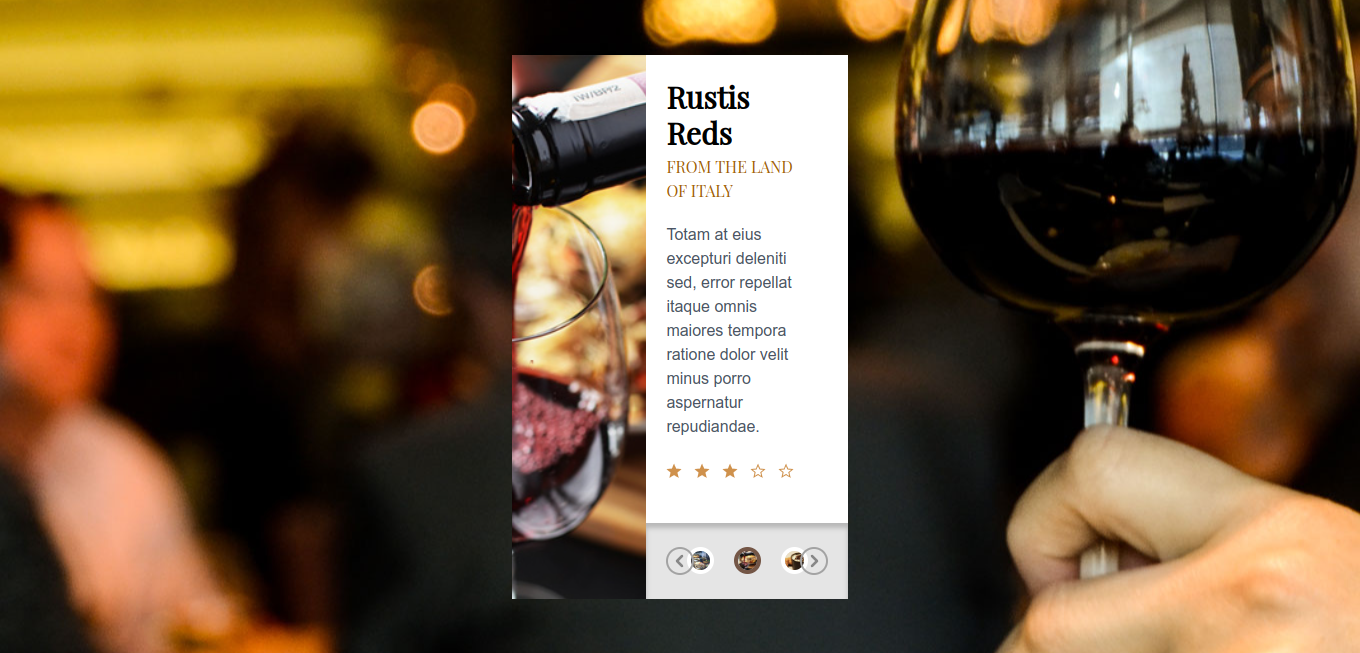 Rustis
Reds
FROM THE LAND
OF ITALY
Totam at eius
excepturi deleniti
sed, error repellat
itaque omnis
maiores tempora
ratione dolor velit
minus porro
aspernatur
repudiandae.